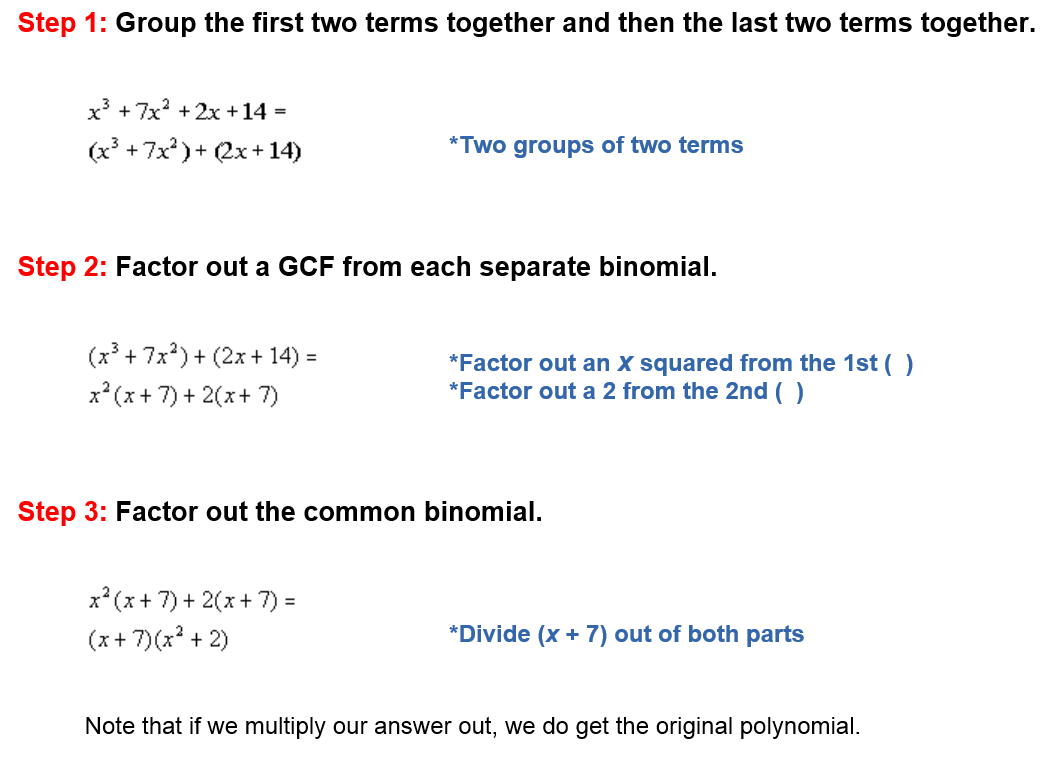 Step 1: Group the first two terms together and then the last two terms together.
x³ + 7x² + 2x + 14 =
(x³ + 7x²) + (2x + 14)
*Two groups of two terms
Step 2: Factor out a GCF from each separate binomial.
(x³ + 7x²) + (2x + 14) =
*Factor out an x squared from the 1st ( )
x²(x + 7) + 2(x + 7)
*Factor out a 2 from the 2nd ( )
Step 3: Factor out the common binomial.
x²(x + 7) + 2(x + 7) =
(x + 7)(x² + 2)
*Divide (x + 7) out of both parts
Note that if we multiply our answer out, we do get the original polynomial.